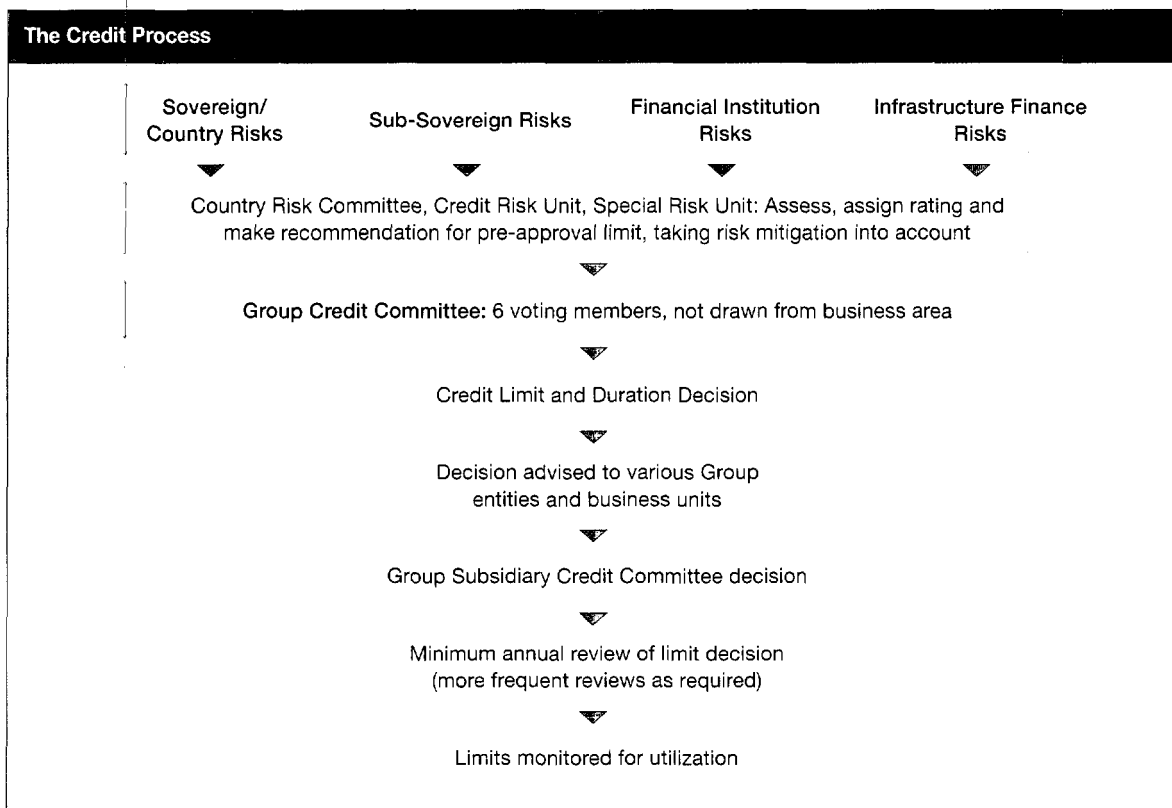 The Credit Process
Sovereign/
Country Risks
Sub-Sovereign Risks
Financial Institution
Risks
Infrastructure Finance
Risks
Country Risk Committee, Credit Risk Unit, Special Risk Unit: Assess, assign rating and
make recommendation for pre-approval limit, taking risk mitigation into account
Group Credit Committee: 6 voting members, not drawn from business area
Credit Limit and Duration Decision
Decision advised to various Group
entities and business units
Group Subsidiary Credit Committee decision
Minimum annual review of limit decision
(more frequent reviews as required)
Limits monitored for utilization